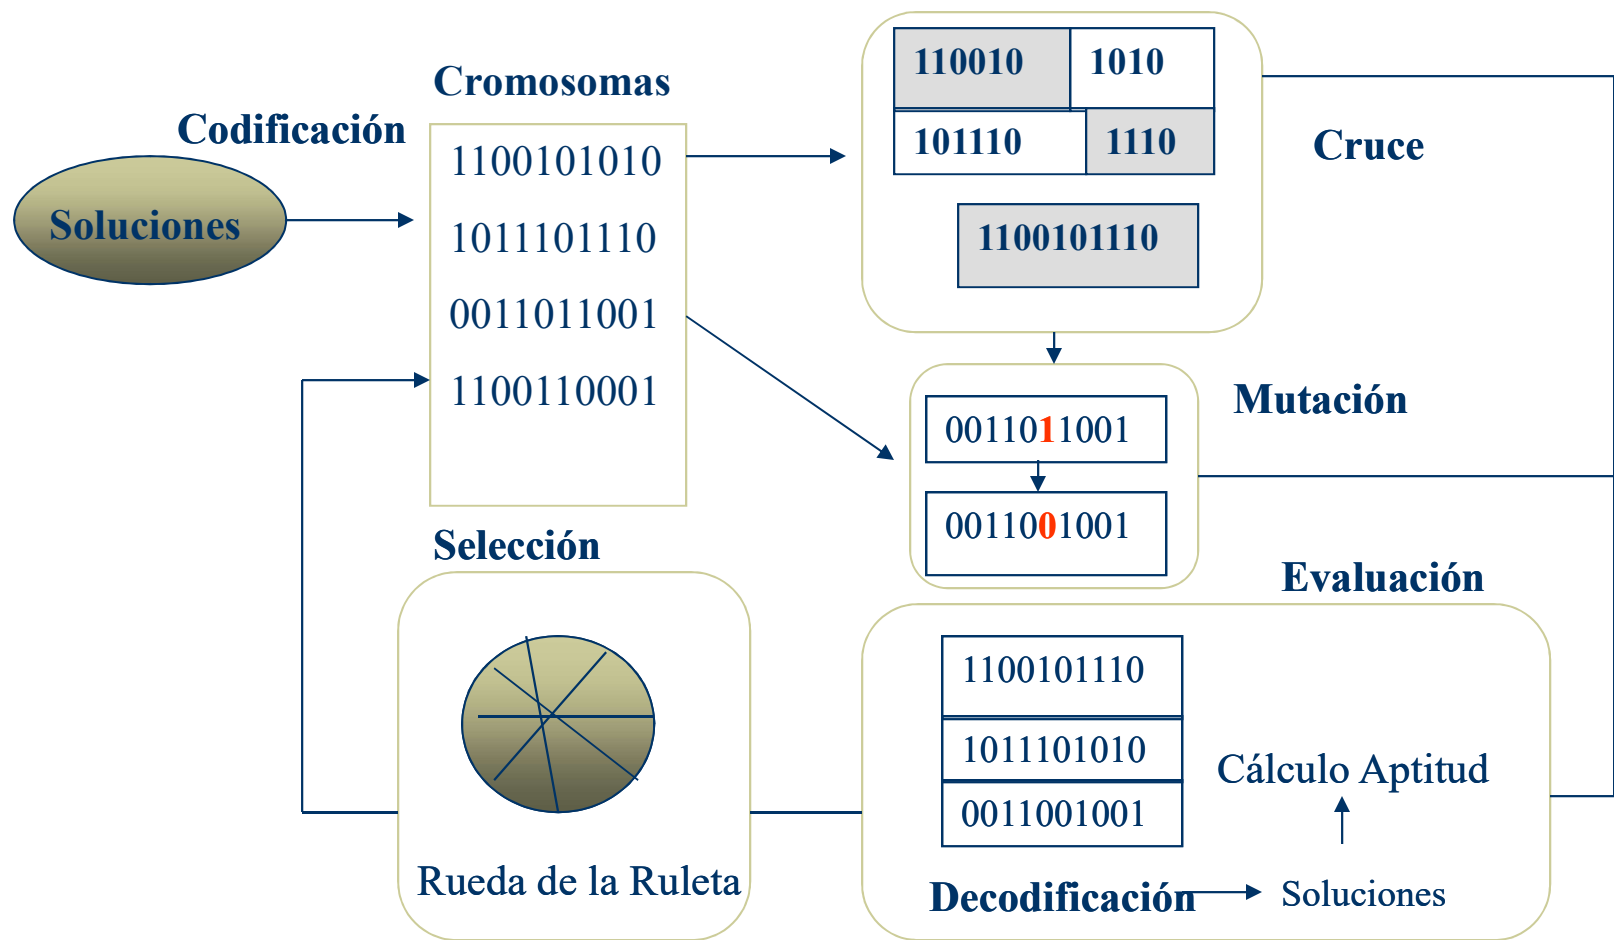 Codificación
Soluciones
Cromosomas
1100101010
1011101110
0011011001
1100110001
110010 1010
101110 1110
1100101110
Cruce
0011011001
0011001001
Mutación
Evaluación
1100101110
1011101010
0011001001
Cálculo Aptitud
Decodificación
Soluciones
Selección
Rueda de la Ruleta